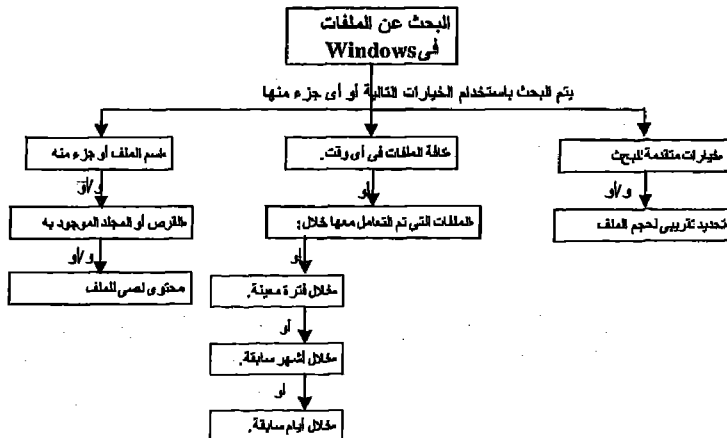 البحث عن الملفات
فى Windows
يتم البحث باستخدام الخيارات التالية أو أى جزء منها
خيارات متقدمة للبحث
و/أو
تحديد تقريبى لحجم الملف
كافة الملفات فى أى وقت.
أو
الملفات التي تم التعامل معها خلال:
أو
خلال فترة معينة.
أو
خلال أشهر سابقة.
أو
خلال أيام سابقة.
اسم الملف أو جزء منه
و/أو
القرص أو المجلد الموجود به
و/أو
محتوى نصى للملف